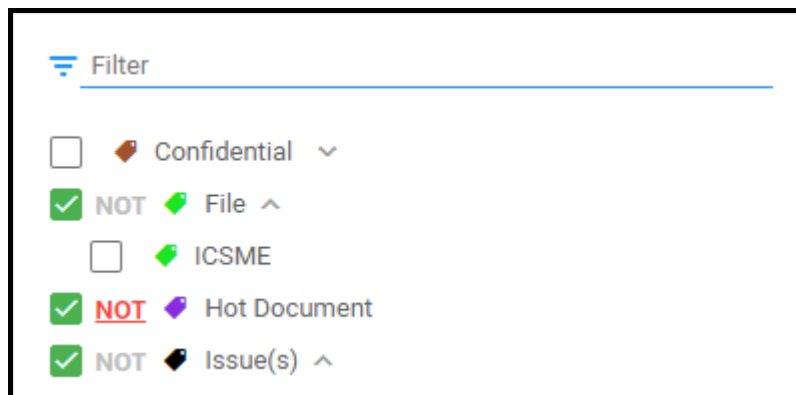 Filter
Confidential
NOT File
ICSME
NOT Hot Document
NOT Issue(s)